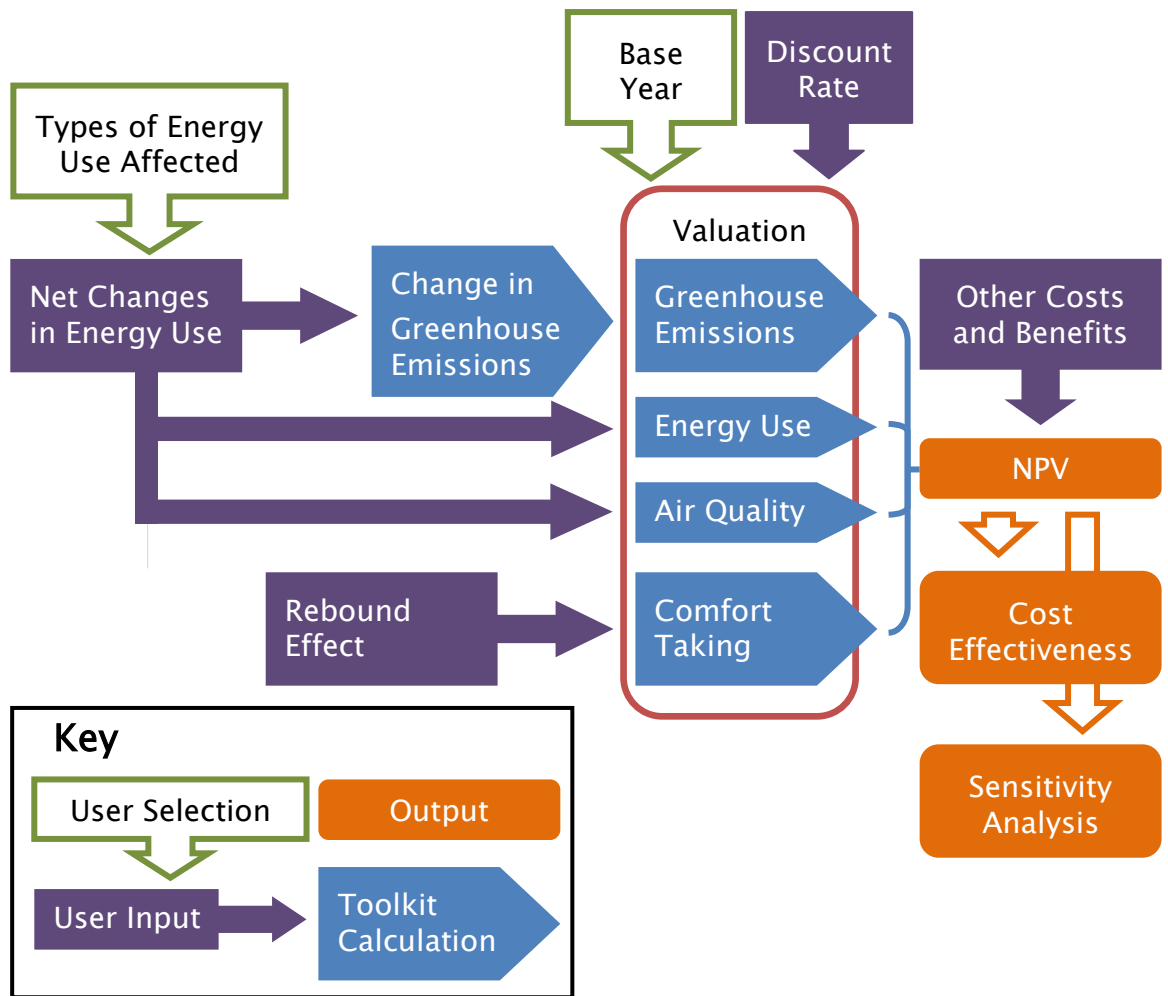 Base
Year
Discount
Rate
Types of Energy
Use Affected
Valuation
Net Changes
in Energy Use
Change in
Greenhouse
Emissions
Greenhouse
Emissions
Other Costs
and Benefits
Energy Use
NPV
Air Quality
Rebound
Effect
Comfort
Taking
Cost
Effectiveness
Sensitivity
Analysis
Key
User Selection
Output
User Input
Toolkit
Calculation